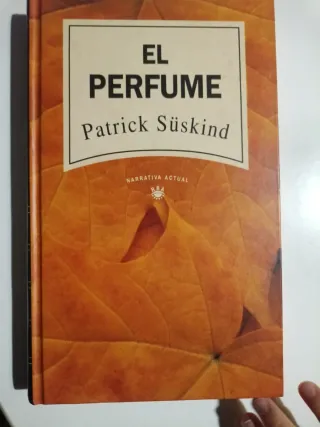 EL
PERFUME
Patrick Süskind
NARRATIVA ACTUAL